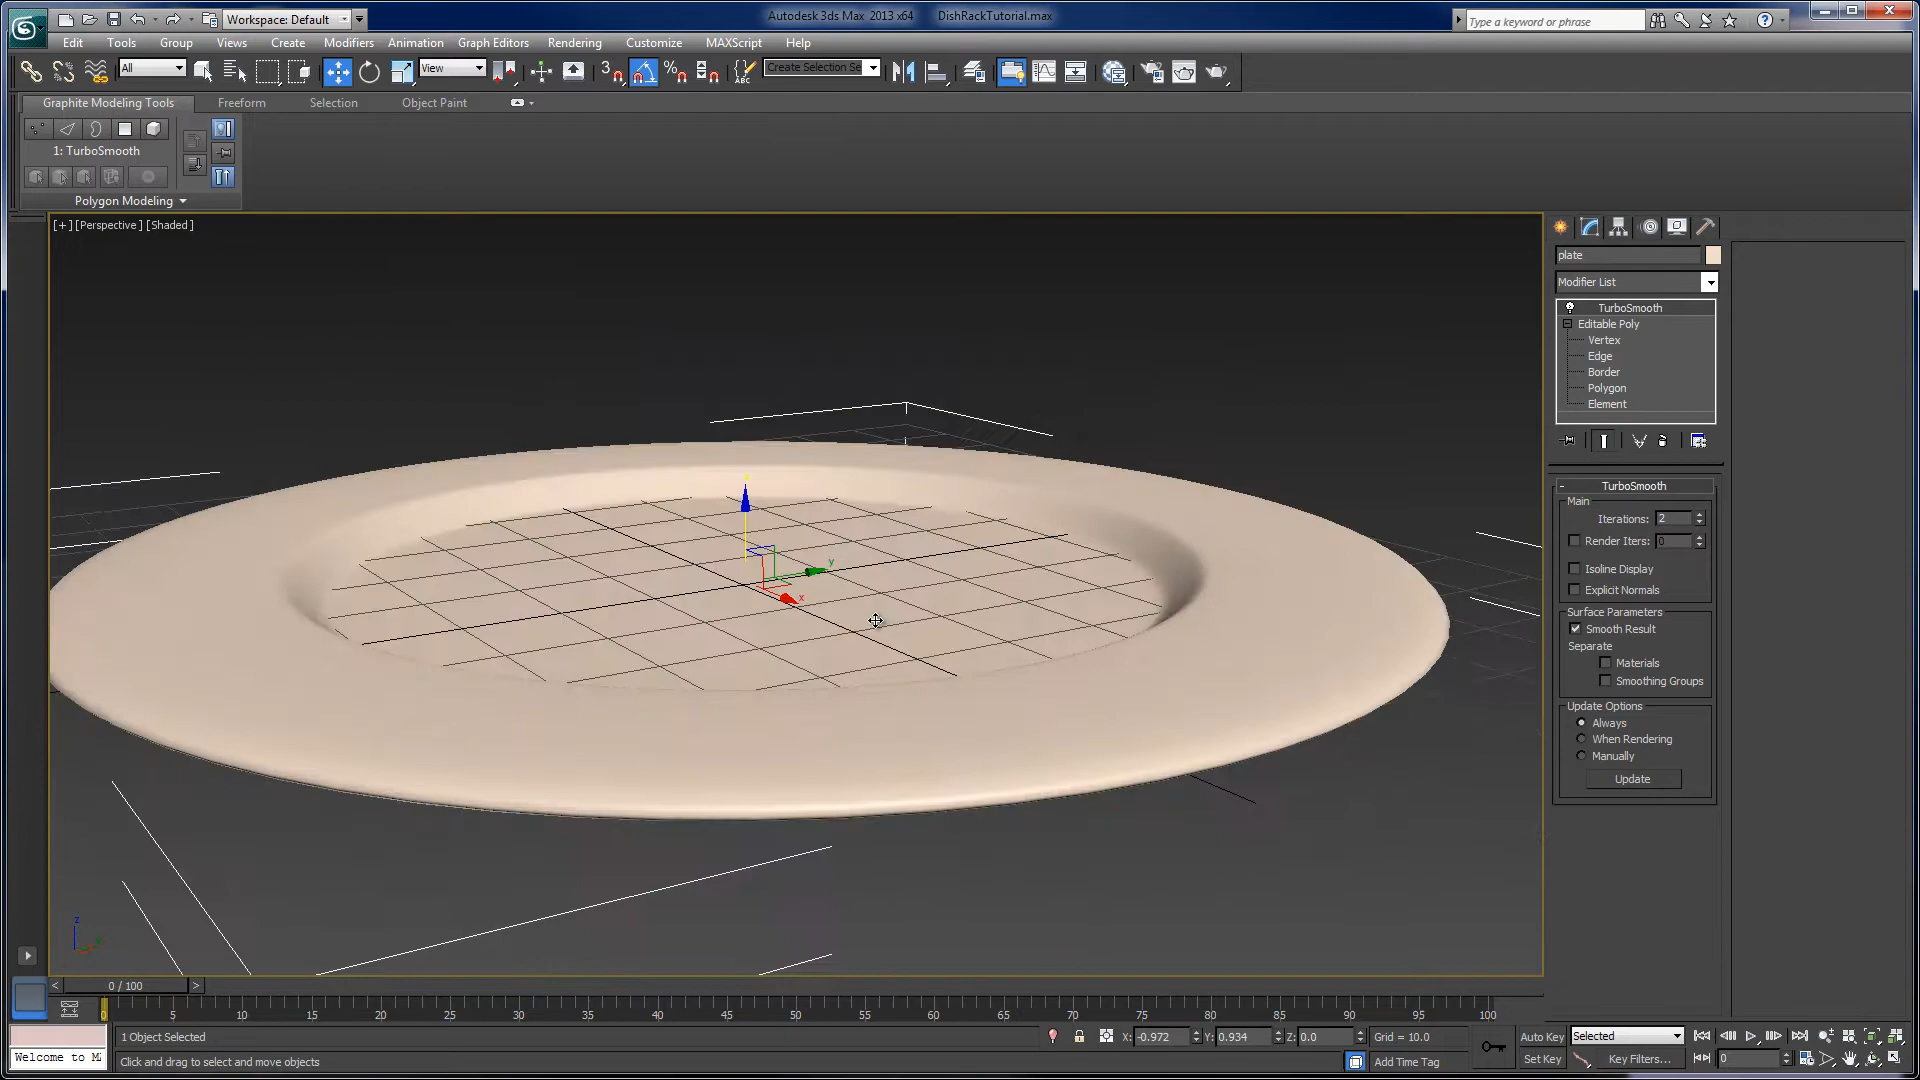 Workspace: Default
Autodesk 3ds Max 2013 x64 DishRackTutorial.max
Type a keyword or phrase
Edit Tools Group Views Create Modifiers Animation Graph Editors Rendering Customize MAXScript Help
All
View
3
ABC
Create Selection Se
Graphite Modeling Tools Freeform Selection Object Paint
1: TurboSmooth
Polygon Modeling
[+] [Perspective] [Shaded]
plate
Modifier List
TurboSmooth
Editable Poly
Vertex
Edge
Border
Polygon
Element
TurboSmooth
Main
Iterations: 2
Render Iters: 0
Isoline Display
Explicit Normals
Surface Parameters
Smooth Result
Separate
Materials
Smoothing Groups
Update Options
Always
When Rendering
Manually
Update
y
x
z
< 0 / 100 >
0 5 10 15 20 25 30 35 40 45 50 55 60 65 70 75 80 85 90 95 100
1 Object Selected
X: -0.972 Y: 0.934 Z: 0.0 Grid = 10.0
Auto Key Selected
Welcome to M
Click and drag to select and move objects
Add Time Tag
Set Key Key Filters... 0